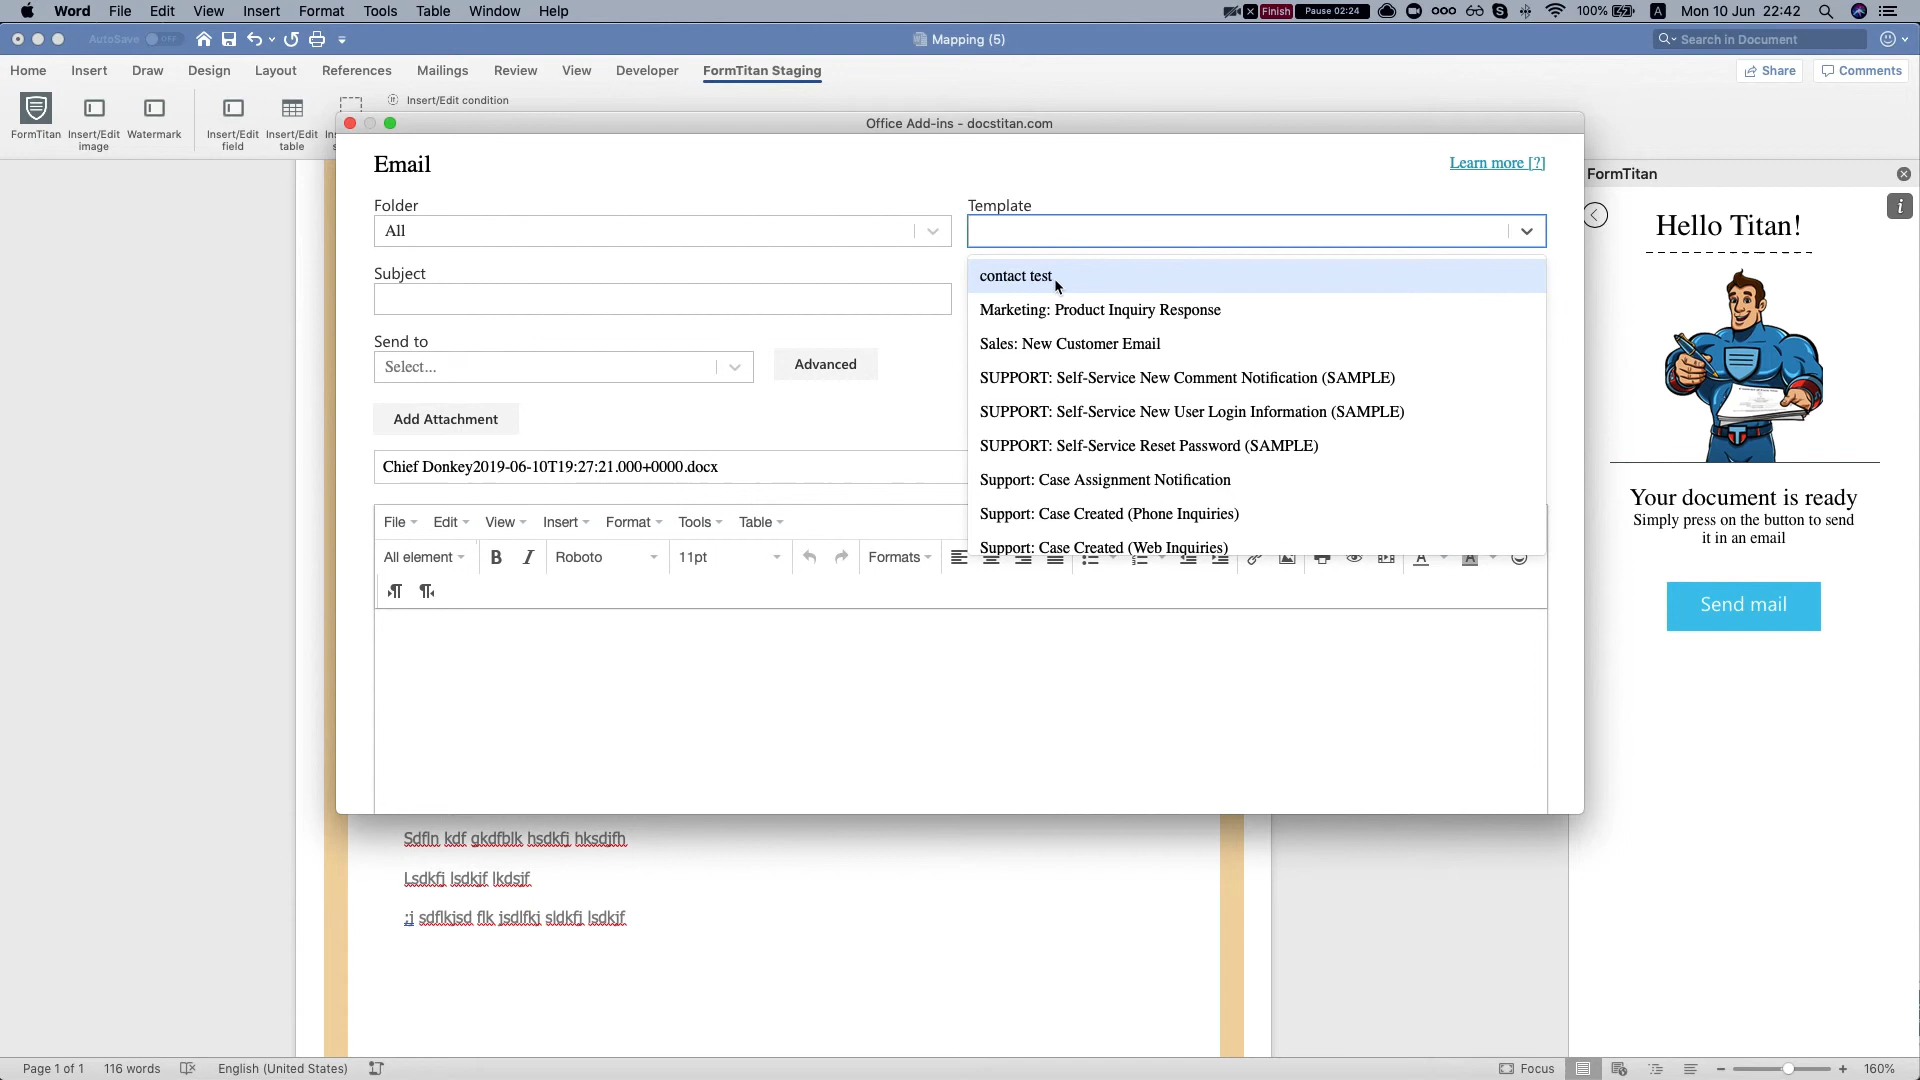 Word File Edit View Insert Format Tools Table Window Help
Finish Pause 02:24 100% A Mon 10 Jun 22:42
AutoSave OFF Mapping (5) Search in Document
Home Insert Draw Design Layout References Mailings Review View Developer FormTitan Staging Share Comments
Insert/Edit condition
FormTitan Insert/Edit image Watermark Insert/Edit field Insert/Edit table
Office Add-ins - docstitan.com
Email
Learn more [?]
Folder
All
Template
Subject
Send to
Select...
Advanced
Add Attachment
Chief Donkey2019-06-10T19:27:21.000+0000.docx
contact test
Marketing: Product Inquiry Response
Sales: New Customer Email
SUPPORT: Self-Service New Comment Notification (SAMPLE)
SUPPORT: Self-Service New User Login Information (SAMPLE)
SUPPORT: Self-Service Reset Password (SAMPLE)
Support: Case Assignment Notification
Support: Case Created (Phone Inquiries)
Support: Case Created (Web Inquiries)
File Edit View Insert Format Tools Table
All element B I Roboto 11pt Formats A A
FormTitan
i
Hello Titan!
Your document is ready
Simply press on the button to send
it in an email
Send mail
Sdfln kdf gkdfblk hsdkfj hksdjfh
Lsdkfj lsdkjf lkdsjf
;j sdflkjsd flk jsdlfkj sldkfj lsdkjf
Page 1 of 1 116 words English (United States) Focus 160%